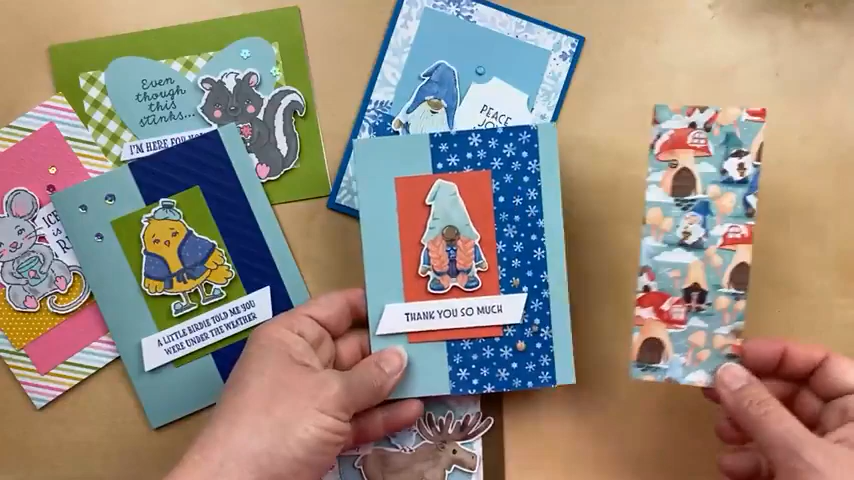 Even
though
this
stinks...
I'M HERE FOR
PEACE
THANK YOU SO MUCH
A LITTLE BIRDIE TOLD ME YOU
WERE UNDER THE WEATHER